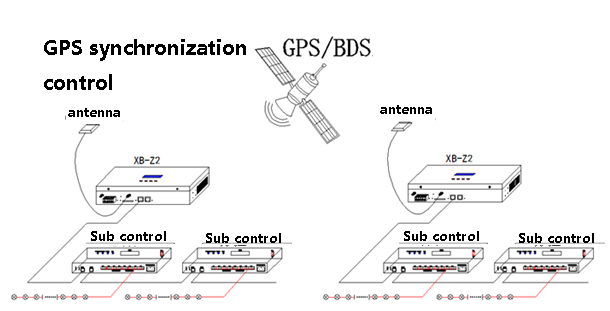 GPS synchronization
control
GPS/BDS
antenna
antenna
XB-Z2
XB-Z2
Sub control
Sub control
Sub control
Sub control